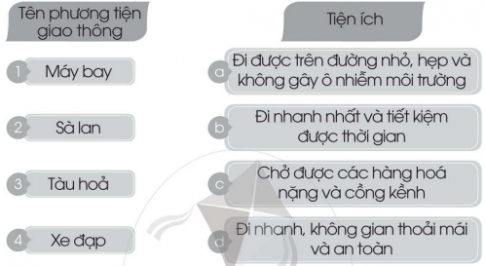 Tên phương tiện
giao thông
Tiện ích
1 Máy bay
a Đi được trên đường nhỏ, hẹp và
không gây ô nhiễm môi trường
2 Sà lan
b Đi nhanh nhất và tiết kiệm
được thời gian
3 Tàu hoả
c Chở được các hàng hoá
nặng và cồng kềnh
4 Xe đạp
d Đi nhanh, không gian thoải mái
và an toàn